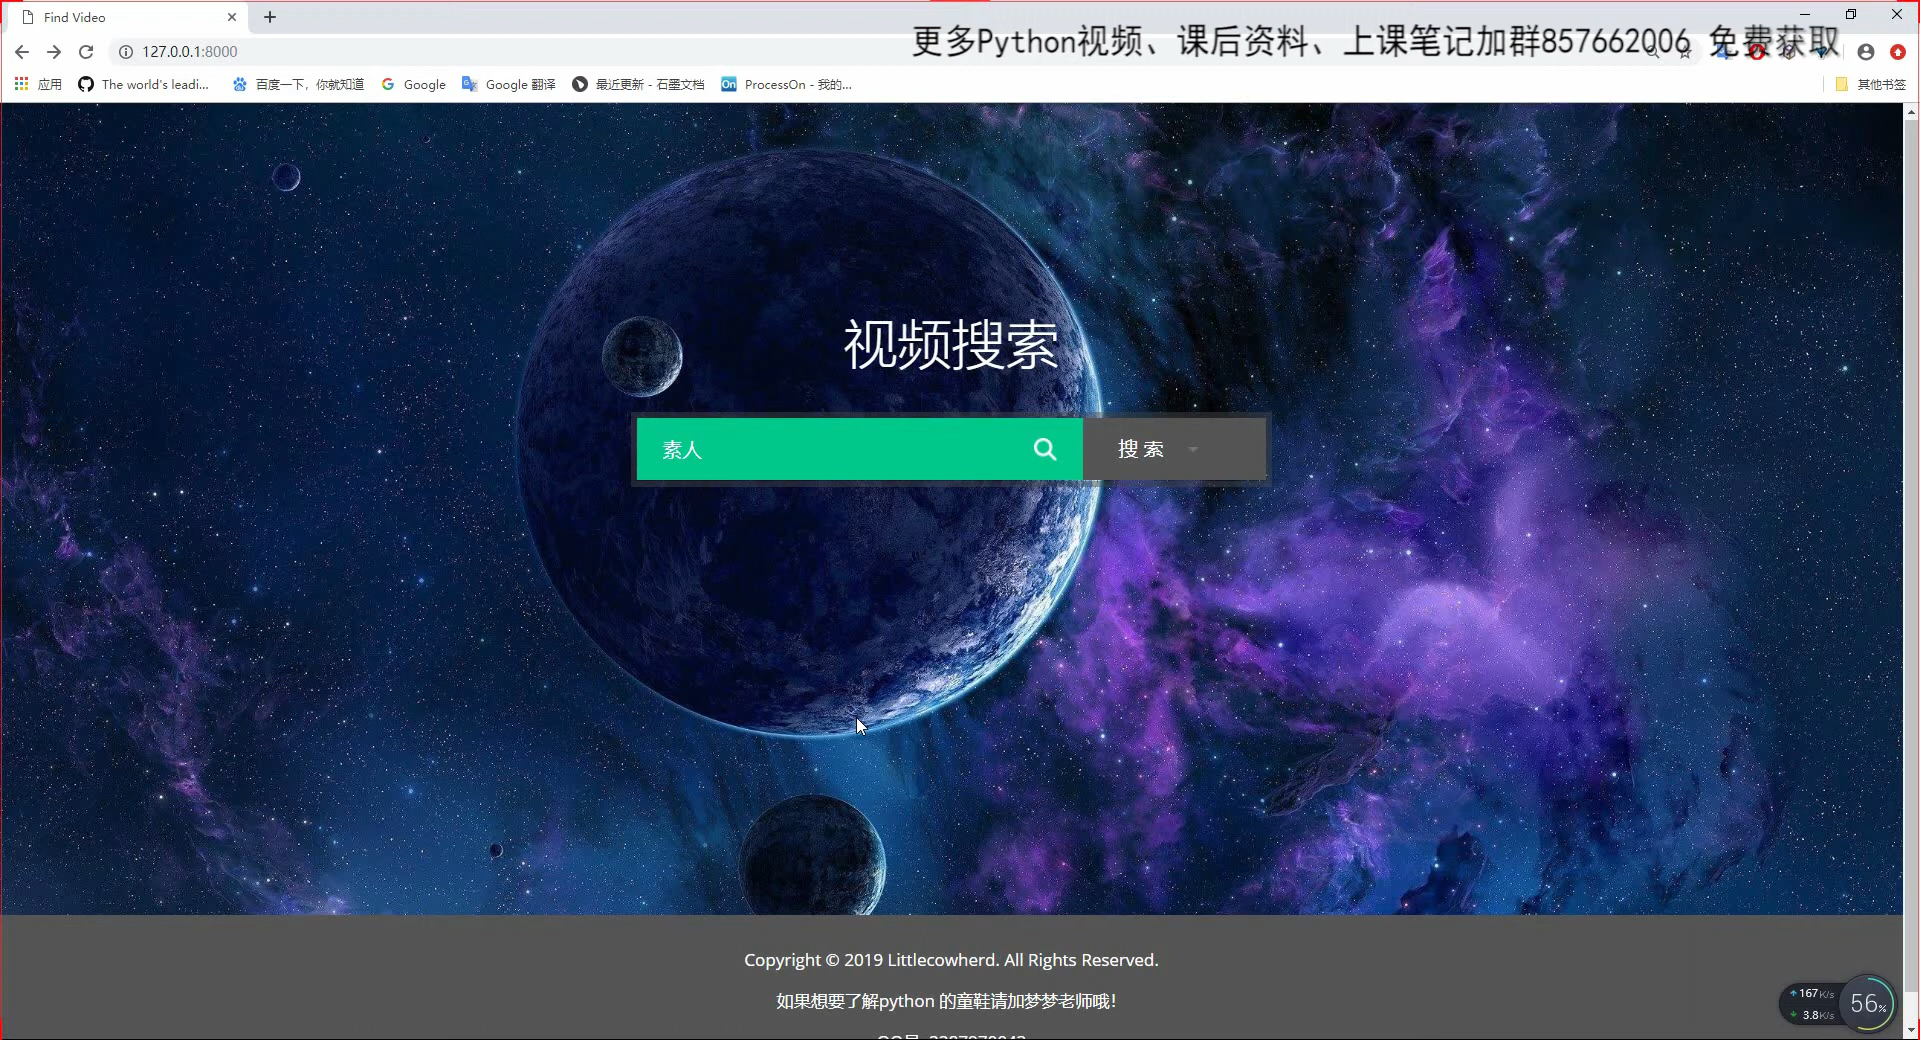 Find Video
127.0.0.1:8000
更多Python视频、课后资料、上课笔记加群857662006 免费获取
应用
The world's leadi...
百度一下，你就知道
Google
Google 翻译
最近更新 - 石墨文档
On
ProcessOn - 我的...
其他书签
视频搜索
素人
搜 索
Copyright © 2019 Littlecowherd. All Rights Reserved.
如果想要了解python 的童鞋请加梦梦老师哦！
167K/s
3.8K/s
56%